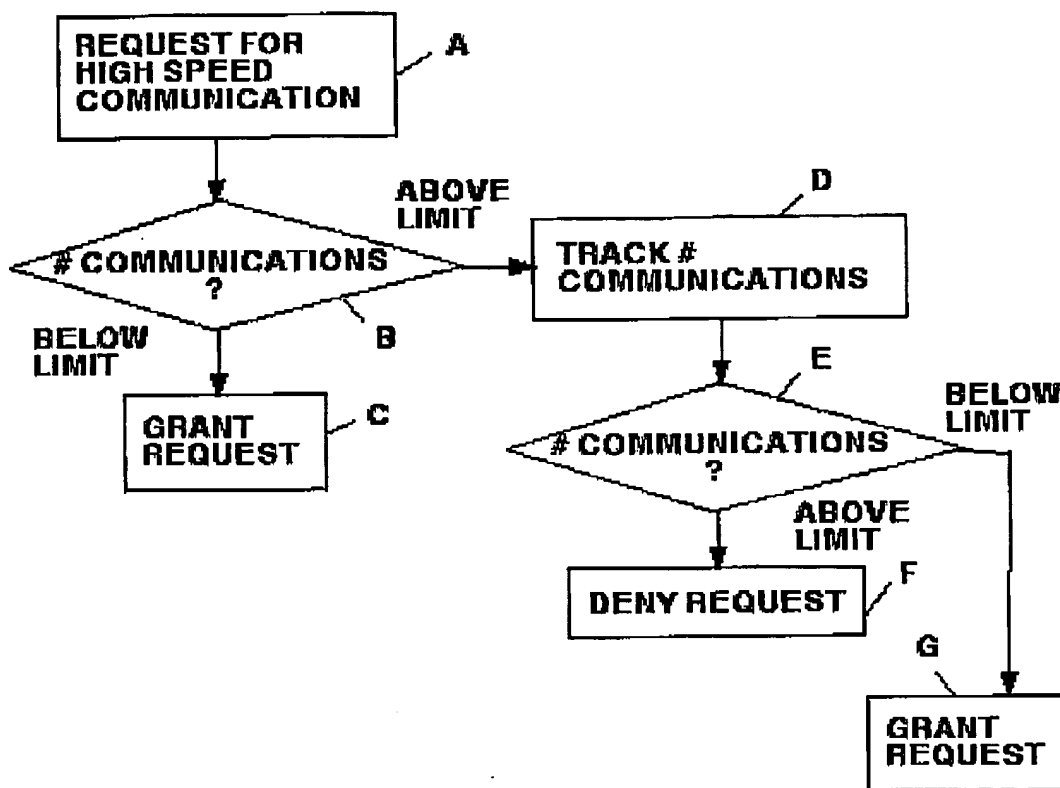 REQUEST FOR
HIGH SPEED
COMMUNICATION
A
# COMMUNICATIONS
?
B
ABOVE
LIMIT
BELOW
LIMIT
GRANT
REQUEST
C
TRACK #
COMMUNICATIONS
D
# COMMUNICATIONS
?
E
BELOW
LIMIT
ABOVE
LIMIT
DENY REQUEST
F
G
GRANT
REQUEST